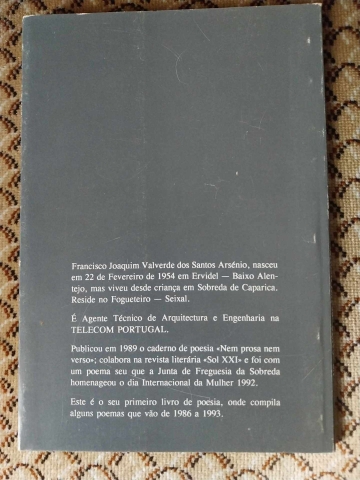 Francisco Joaquim Valverde dos Santos Arsénio, nasceu
em 22 de Fevereiro de 1954 em Ervidel — Baixo Alen-
tejo, mas viveu desde criança em Sobreda de Caparica.
Reside no Fogueteiro — Seixal.
É Agente Técnico de Arquitectura e Engenharia na
TELECOM PORTUGAL.
Publicou em 1989 o caderno de poesia «Nem prosa nem
verso»; colabora na revista literária «Sol XXI» e foi com
um poema seu que a Junta de Freguesia da Sobreda
homenageou o dia Internacional da Mulher 1992.
Este é o seu primeiro livro de poesia, onde compila
alguns poemas que vão de 1986 a 1993.